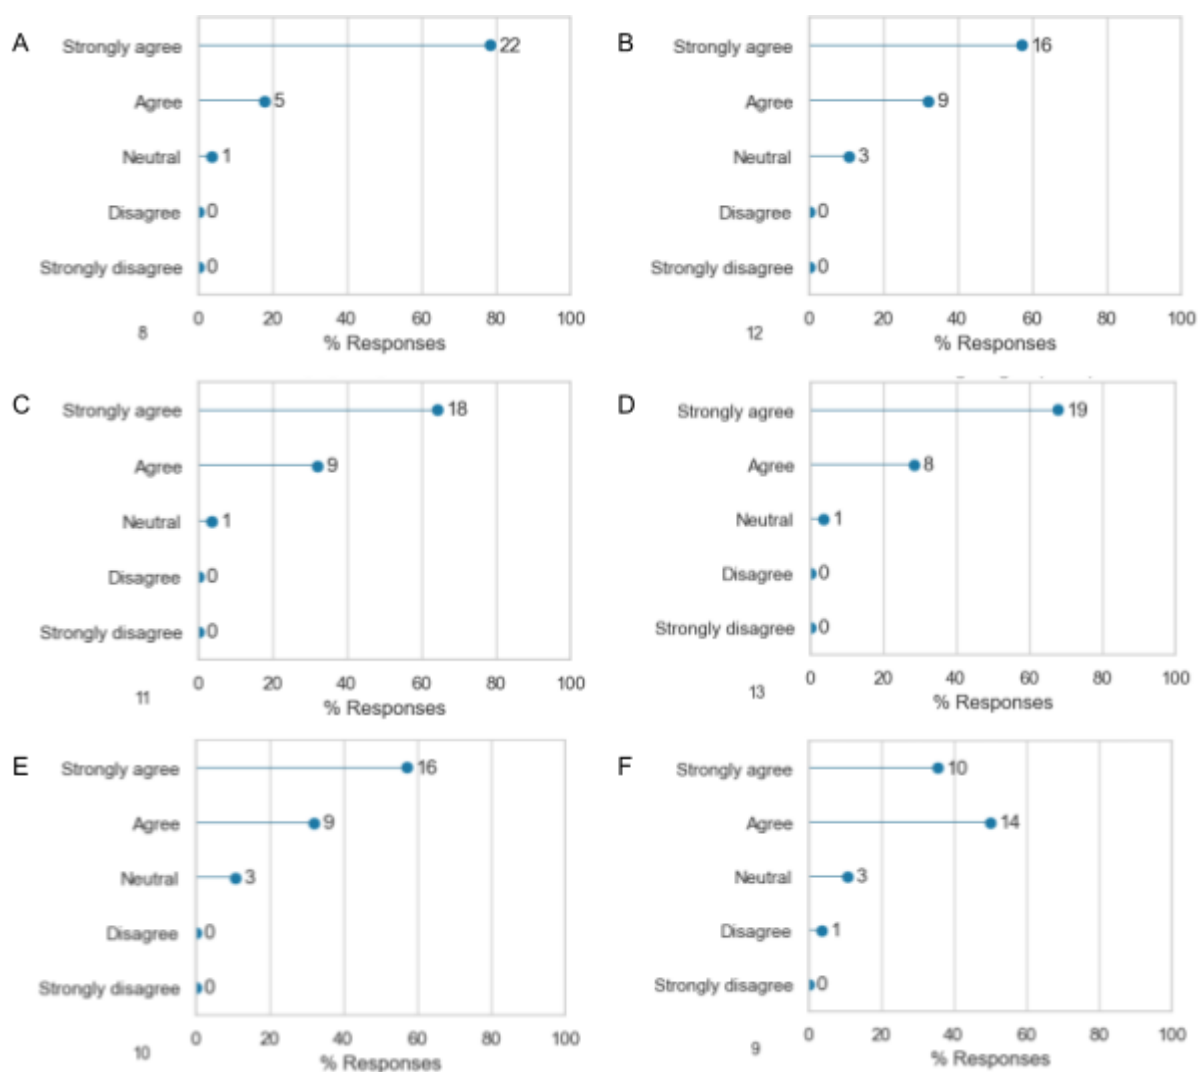 A
Strongly agree 22
Agree 5
Neutral 1
Disagree 0
Strongly disagree 0
0 20 40 60 80 100
8
% Responses
B
Strongly agree 16
Agree 9
Neutral 3
Disagree 0
Strongly disagree 0
0 20 40 60 80 100
12
% Responses
C
Strongly agree 18
Agree 9
Neutral 1
Disagree 0
Strongly disagree 0
0 20 40 60 80 100
11
% Responses
D
Strongly agree 19
Agree 8
Neutral 1
Disagree 0
Strongly disagree 0
0 20 40 60 80 100
13
% Responses
E
Strongly agree 16
Agree 9
Neutral 3
Disagree 0
Strongly disagree 0
0 20 40 60 80 100
10
% Responses
F
Strongly agree 10
Agree 14
Neutral 3
Disagree 1
Strongly disagree 0
0 20 40 60 80 100
9
% Responses